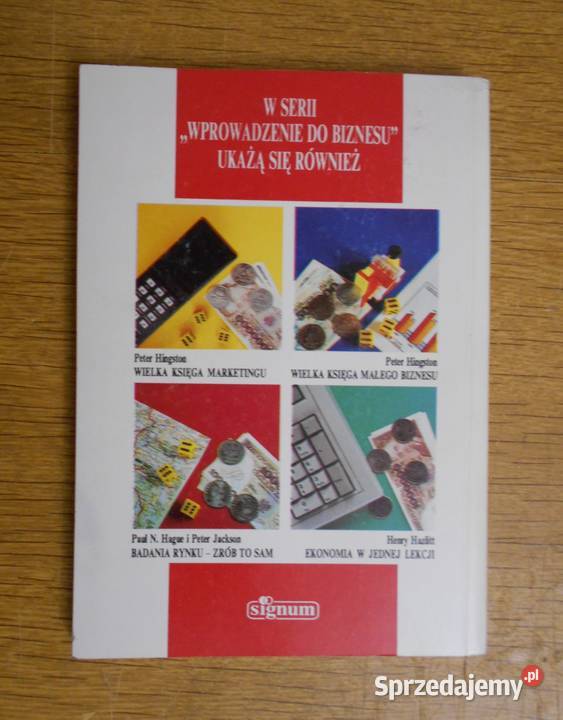 W SERII
„WPROWADZENIE DO BIZNESU”
UKAŻĄ SIĘ RÓWNIEŻ
Peter Hingston
WIELKA KSIĘGA MARKETINGU
Peter Hingston
WIELKA KSIĘGA MAŁEGO BIZNESU
Paul N. Hague i Peter Jackson
BADANIA RYNKU – ZRÓB TO SAM
Henry Hazlitt
EKONOMIA W JEDNEJ LEKCJI
signum
Sprzedajemy.pl